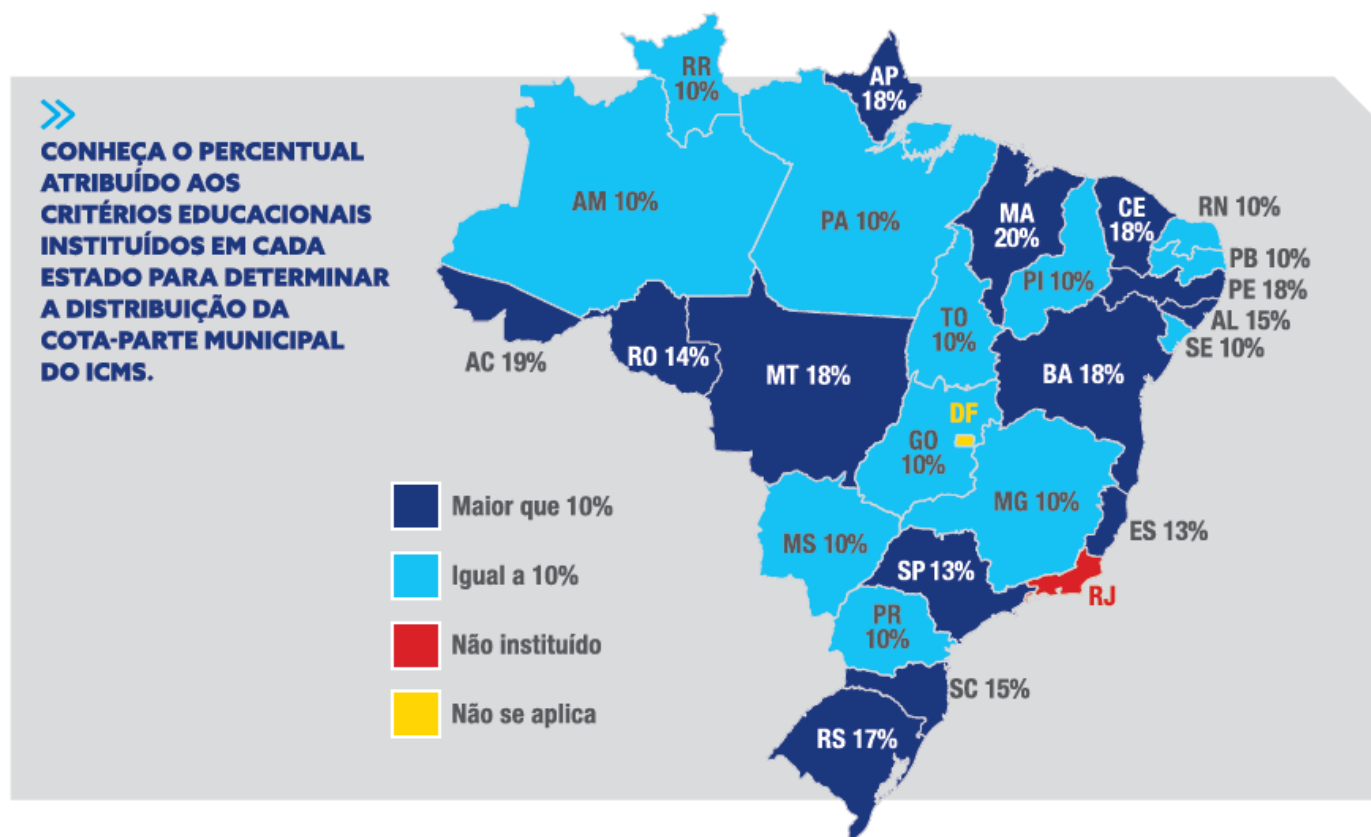 CONHEÇA O PERCENTUAL
ATRIBUÍDO AOS
CRITÉRIOS EDUCACIONAIS
INSTITUÍDOS EM CADA
ESTADO PARA DETERMINAR
A DISTRIBUIÇÃO DA
COTA-PARTE MUNICIPAL
DO ICMS.
RR
10%
AP
18%
AM 10%
PA 10%
MA
20%
CE
18%
RN 10%
PI 10%
PB 10%
PE 18%
AL 15%
SE 10%
TO
10%
AC 19%
RO 14%
MT 18%
BA 18%
DF
GO
10%
MG 10%
ES 13%
MS 10%
SP 13%
RJ
PR
10%
SC 15%
RS 17%
Maior que 10%
Igual a 10%
Não instituído
Não se aplica